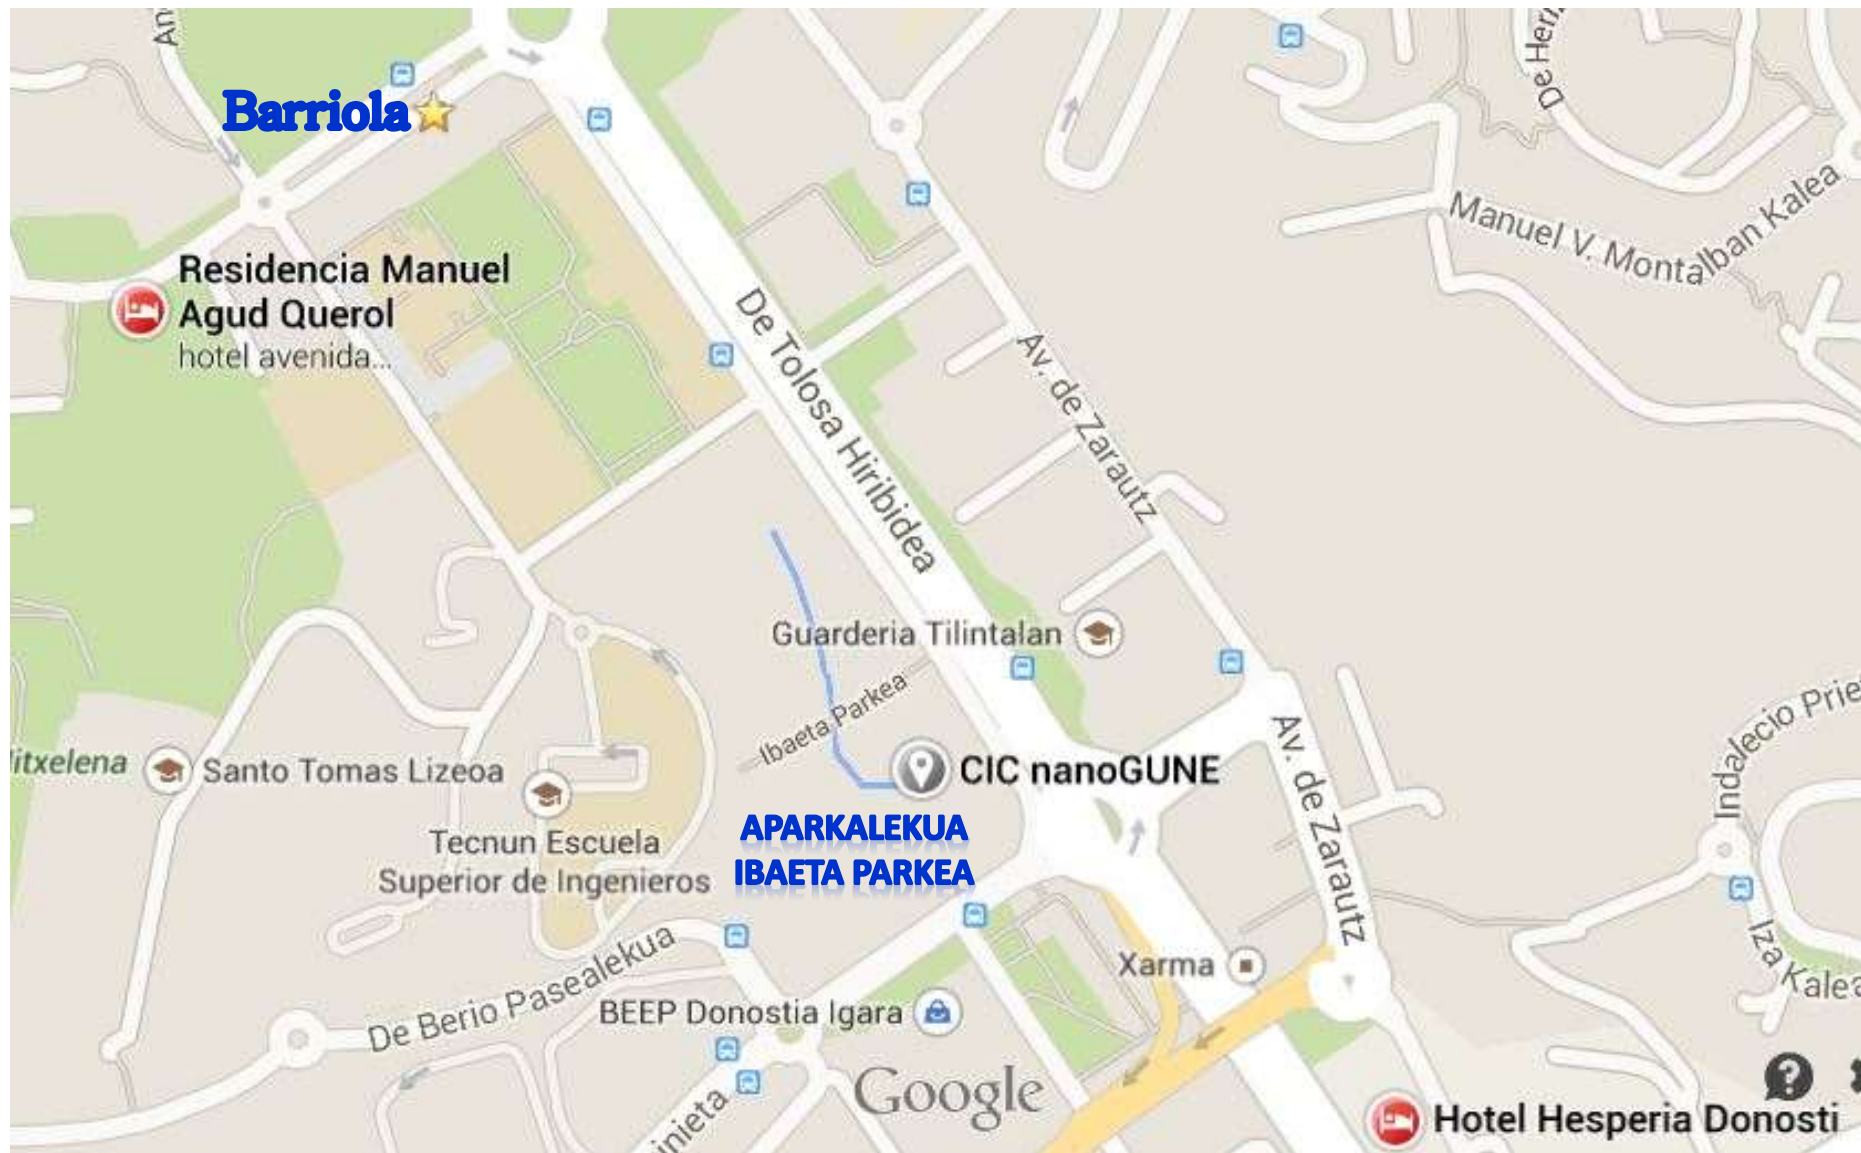 Barriola
Residencia Manuel
Agud Querol
hotel avenida...
De Tolosa Hiribidea
Av. de Zarautz
Manuel V. Montalban Kalea
Guarderia Tilintalan
Ibaeta Parkea
CIC nanoGUNE
APARKALEKUA
IBAETA PARKEA
itxelena
Santo Tomas Lizeoa
Tecnun Escuela
Superior de Ingenieros
Av. de Zarautz
Indalecio Prie
Iza Kalea
Xarma
De Berio Pasealekua
BEEP Donostia Igara
inieta
Google
Hotel Hesperia Donosti